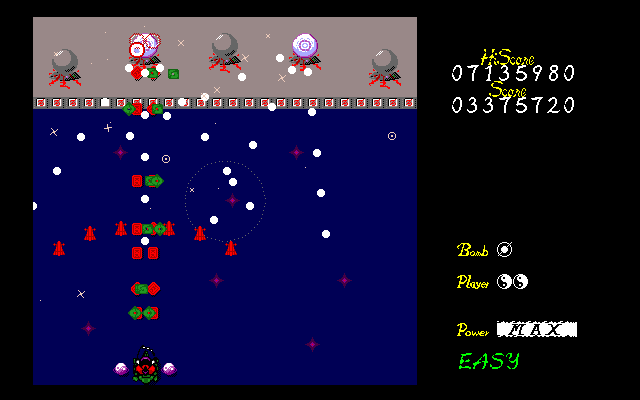 HiScore
07135980
Score
03375720
Bomb
Player
Power MAX
EASY